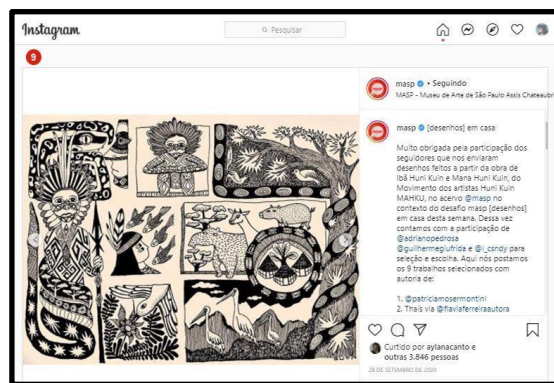 Instagram
Pesquisar
9
masp • Seguindo
MASP - Museu de Arte de São Paulo Assis Chateaubri
masp [desenhos] em casa
Muito obrigada pela participação dos
seguidores que nos enviaram
desenhos feitos a partir da obra de
Ibã Huni Kuin e Mana Huni Kuin, do
Movimento dos artistas Huni Kuin
MAHKU, no acervo @masp no
contexto do desafio masp [desenhos]
em casa desta semana. Dessa vez
contamos com a participação de
@adrianopedrosa
@guilhermegiufrida e @l_csndy para
seleção e escolha. Aqui nós postamos
os 9 trabalhos selecionados com
autoria de:
1. @patriciamosermontini
2. Thaís via @flaviaferreiraautora
Curtido por aylanacanto e
outras 3.846 pessoas
28 DE SETEMBRO DE 2020